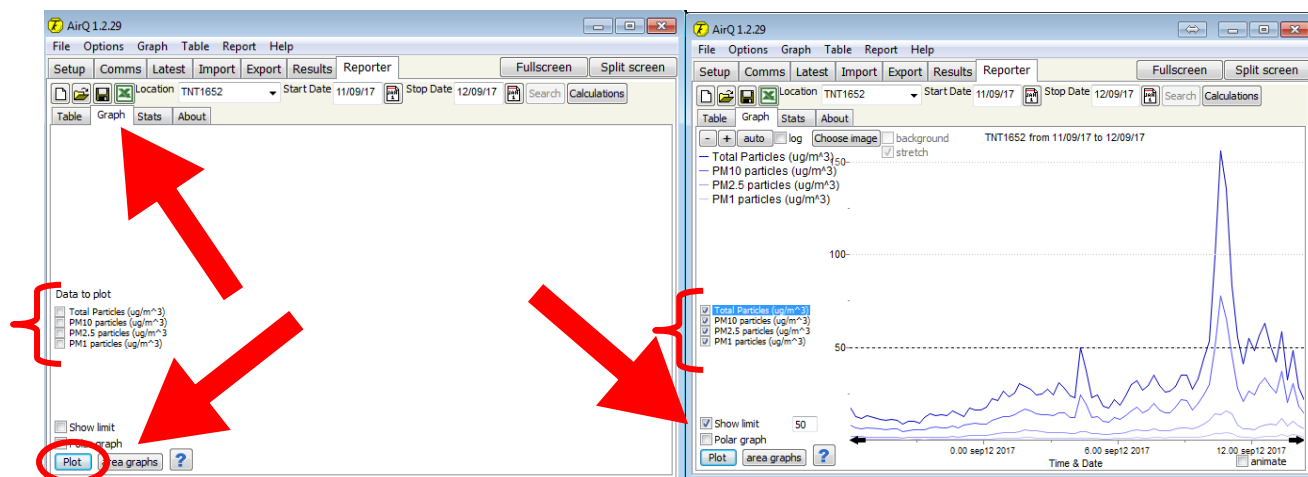 AirQ 1.2.29
File Options Graph Table Report Help
Setup Comms Latest Import Export Results Reporter Fullscreen Split screen
Location TNT1652 Start Date 11/09/17 Stop Date 12/09/17 Search Calculations
Table Graph Stats About
Data to plot
Total Particles (ug/m^3)
PM10 particles (ug/m^3)
PM2.5 particles (ug/m^3
PM1 particles (ug/m^3)
Show limit
Polar graph
Plot area graphs ?
AirQ 1.2.29
File Options Graph Table Report Help
Setup Comms Latest Import Export Results Reporter Fullscreen Split screen
Location TNT1652 Start Date 11/09/17 Stop Date 12/09/17 Search Calculations
Table Graph Stats About
- + auto log Choose image background TNT1652 from 11/09/17 to 12/09/17
stretch
Total Particles (ug/m^3)
PM10 particles (ug/m^3)
PM2.5 particles (ug/m^3)
PM1 particles (ug/m^3)
100
Total Particles (ug/m^3)
PM10 particles (ug/m^3)
PM2.5 particles (ug/m^3
PM1 particles (ug/m^3)
50
Show limit 50
Polar graph
0.00 sep12 2017 6.00 sep12 2017 12.00 sep12 2017
Plot area graphs ? Time & Date animate